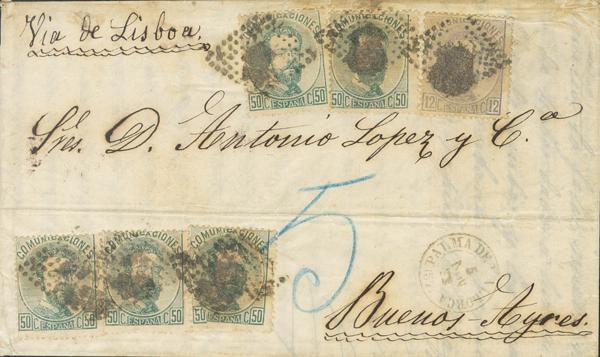 Via de Lisboa.
COMUNICACIONES
50 C. ESPAÑA C. 50
COMUNICACIONES
50 C. ESPAÑA C. 50
COMUNICACIONES
12 C. ESPAÑA C. 12
Sres. D. Antonio Lopez y C.ª
5
COMUNICACIONES
50 C. ESPAÑA C. 50
COMUNICACIONES
50 C. ESPAÑA C. 50
COMUNICACIONES
50 C. ESPAÑA C. 50
PALMA DE
5
Buenos Ayres.